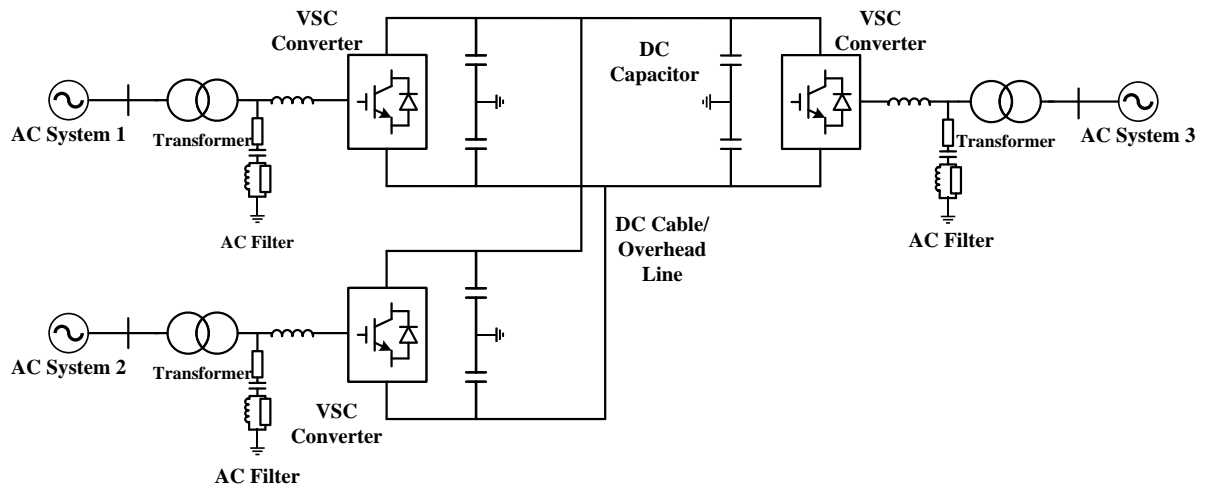 VSC
Converter
DC
Capacitor
VSC
Converter
AC System 1
Transformer
AC Filter
Transformer
AC System 3
AC Filter
DC Cable/
Overhead
Line
AC System 2
Transformer
VSC
Converter
AC Filter